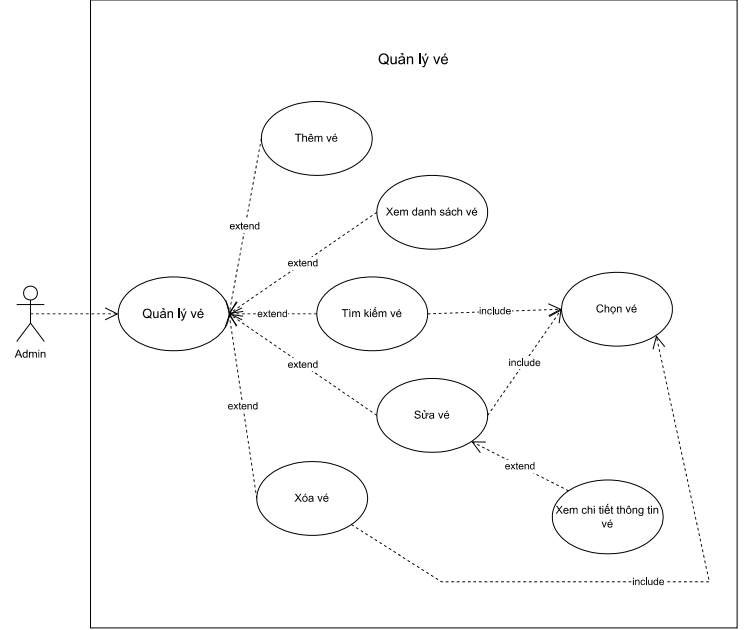 Quản lý vé
Thêm vé
extend
Xem danh sách vé
extend
Quản lý vé
extend
Tìm kiếm vé
include
Chọn vé
Admin
extend
include
extend
Sửa vé
extend
Xóa vé
Xem chi tiết thông tin
vé
include